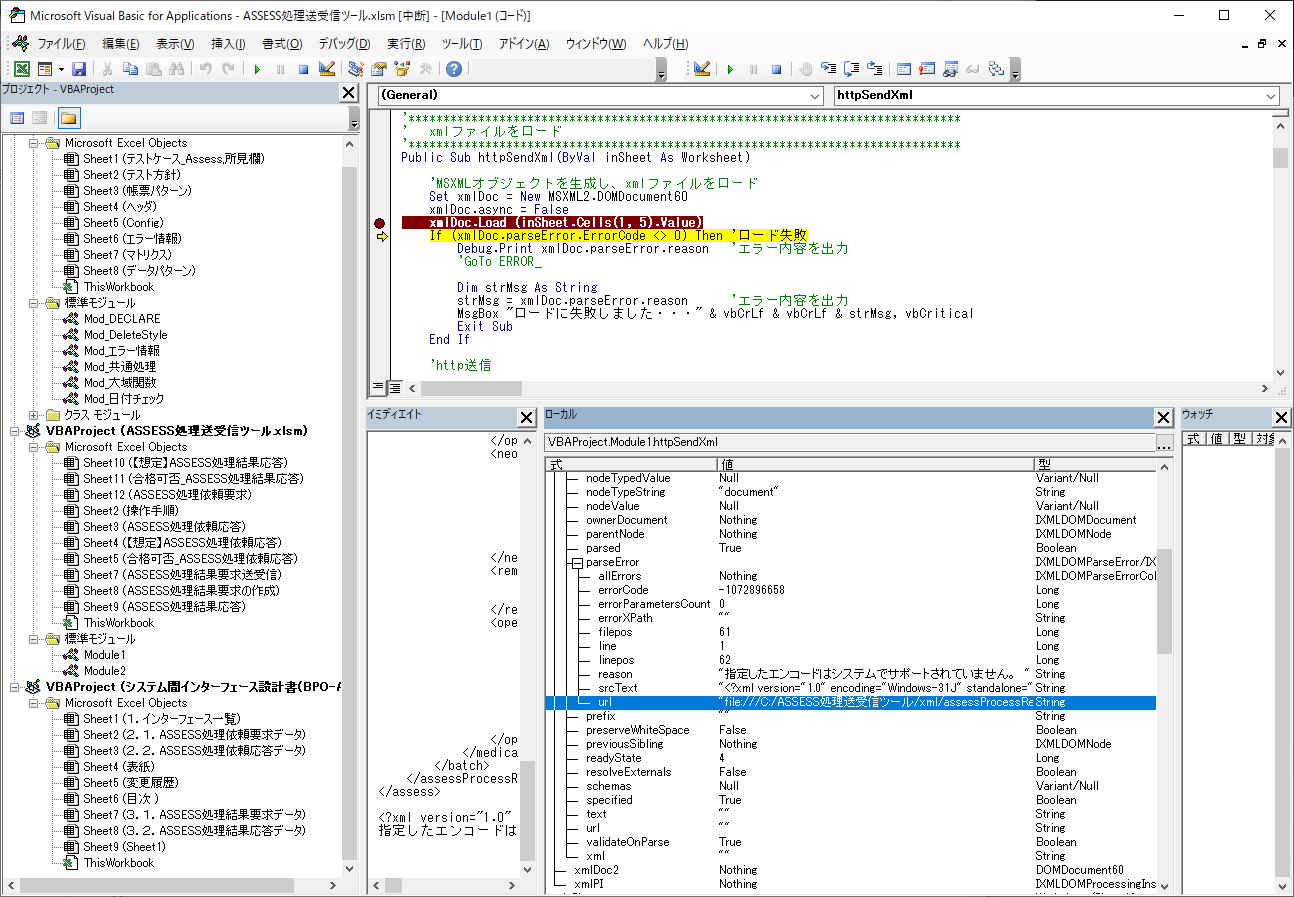 Microsoft Visual Basic for Applications - ASSESS処理送受信ツール.xlsm [中断] - [Module1 (コード)]
ファイル(F) 編集(E) 表示(V) 挿入(I) 書式(O) デバッグ(D) 実行(R) ツール(T) アドイン(A) ウィンドウ(W) ヘルプ(H)
プロジェクト - VBAProject
Microsoft Excel Objects
Sheet1 (テストケース_Assess,所見欄)
Sheet2 (テスト方針)
Sheet3 (帳票パターン)
Sheet4 (ヘッダ)
Sheet5 (Config)
Sheet6 (エラー情報)
Sheet7 (マトリクス)
Sheet8 (データパターン)
ThisWorkbook
標準モジュール
Mod_DECLARE
Mod_DeleteStyle
Mod_エラー情報
Mod_共通処理
Mod_大域関数
Mod_日付チェック
クラス モジュール
VBAProject (ASSESS処理送受信ツール.xlsm)
Microsoft Excel Objects
Sheet10 (【想定】ASSESS処理結果応答)
Sheet11 (合格可否_ASSESS処理結果応答)
Sheet12 (ASSESS処理依頼要求)
Sheet2 (操作手順)
Sheet3 (ASSESS処理依頼応答)
Sheet4 (【想定】ASSESS処理依頼応答)
Sheet5 (合格可否_ASSESS処理依頼応答)
Sheet7 (ASSESS処理結果要求送受信)
Sheet8 (ASSESS処理結果要求の作成)
Sheet9 (ASSESS処理結果応答)
ThisWorkbook
標準モジュール
Module1
Module2
VBAProject (システム間インターフェース設計書(BPO-A
Microsoft Excel Objects
Sheet1 (1．インターフェース一覧)
Sheet2 (2．1．ASSESS処理依頼要求データ)
Sheet3 (2．2．ASSESS処理依頼応答データ)
Sheet4 (表紙)
Sheet5 (変更履歴)
Sheet6 (目次 )
Sheet7 (3．1．ASSESS処理結果要求データ)
Sheet8 (3．2．ASSESS処理結果応答データ)
Sheet9 (Sheet1)
ThisWorkbook
(General) httpSendXml
'*******************************************************************************
' xmlファイルをロード
'*******************************************************************************
Public Sub httpSendXml(ByVal inSheet As Worksheet)
'MSXMLオブジェクトを生成し、xmlファイルをロード
Set xmlDoc = New MSXML2.DOMDocument60
xmlDoc.async = False
xmlDoc.Load (inSheet.Cells(1, 5).Value)
If (xmlDoc.parseError.ErrorCode <> 0) Then 'ロード失敗
Debug.Print xmlDoc.parseError.reason 'エラー内容を出力
'GoTo ERROR_
Dim strMsg As String
strMsg = xmlDoc.parseError.reason 'エラー内容を出力
MsgBox "ロードに失敗しました・・・" & vbCrLf & vbCrLf & strMsg, vbCritical
Exit Sub
End If
'http送信
イミディエイト
</op
<neo
</ne
<rem
</re
<ope
</op
</medica
</batch>
</assessProcessR
</assess>
<?xml version="1.0"
指定したエンコードは
ローカル
VBAProject.Module1.httpSendXml ...
式 値 型
nodeTypedValue Null Variant/Null
nodeTypeString "document" String
nodeValue Null Variant/Null
ownerDocument Nothing IXMLDOMDocument
parentNode Nothing IXMLDOMNode
parsed True Boolean
parseError IXMLDOMParseError/IX
allErrors Nothing IXMLDOMParseErrorCol
errorCode -1072896658 Long
errorParametersCount 0 Long
errorXPath "" String
filepos 61 Long
line 1 Long
linepos 62 Long
reason "指定したエンコードはシステムでサポートされていません。 " String
srcText "<?xml version="1.0" encoding="Windows-31J" standalone=" String
url "file:///C:/ASSESS処理送受信ツール/xml/assessProcessRe String
prefix "" String
preserveWhiteSpace False Boolean
previousSibling Nothing IXMLDOMNode
readyState 4 Long
resolveExternals False Boolean
schemas Null Variant/Null
specified True Boolean
text "" String
url "" String
validateOnParse True Boolean
xml "" String
xmlDoc2 Nothing DOMDocument60
xmlPI Nothing IXMLDOMProcessingIns
ウォッチ
式 値 型 対象